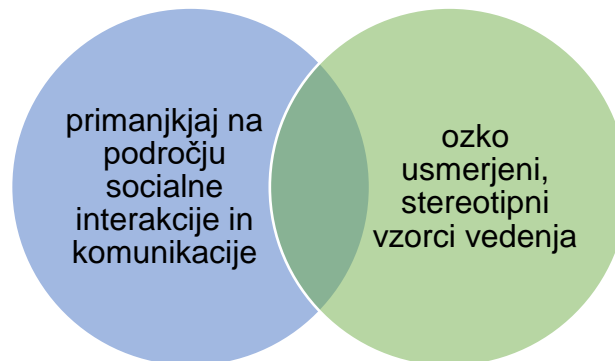 primanjkjaj na
področju
socialne
interakcije in
komunikacije
ozko
usmerjeni,
stereotipni
vzorci vedenja